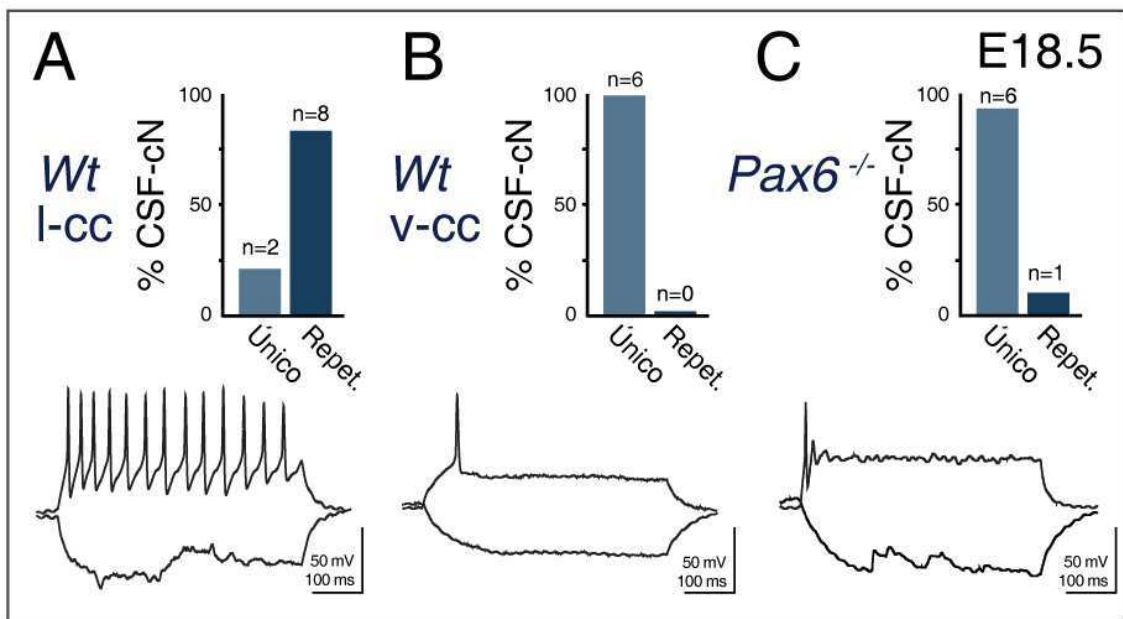 A
B
C
E18.5
Wt
l-cc
% CSF-cN
100
50
0
n=2
n=8
Único
Repet.
Wt
v-cc
% CSF-cN
100
50
0
n=6
n=0
Único
Repet.
Pax6 -/-
% CSF-cN
100
50
0
n=6
n=1
Único
Repet.
50 mV
100 ms
50 mV
100 ms
50 mV
100 ms